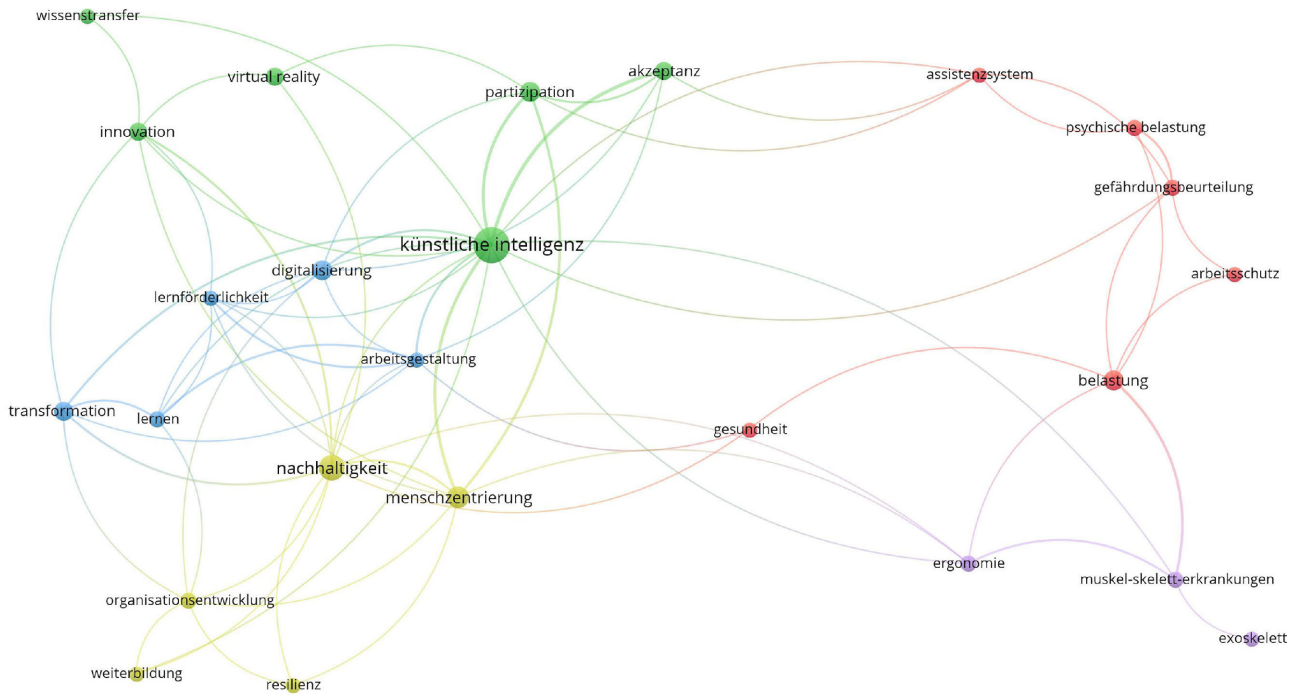 wissenstransfer
virtual reality
akzeptanz
assistenzsystem
partizipation
innovation
psychische belastung
gefährdungsbeurteilung
künstliche intelligenz
digitalisierung
arbeitsschutz
lernförderlichkeit
arbeitsgestaltung
belastung
transformation
lernen
gesundheit
nachhaltigkeit
menschzentrierung
ergonomie
muskel-skelett-erkrankungen
organisationsentwicklung
exoskelett
weiterbildung
resilienz